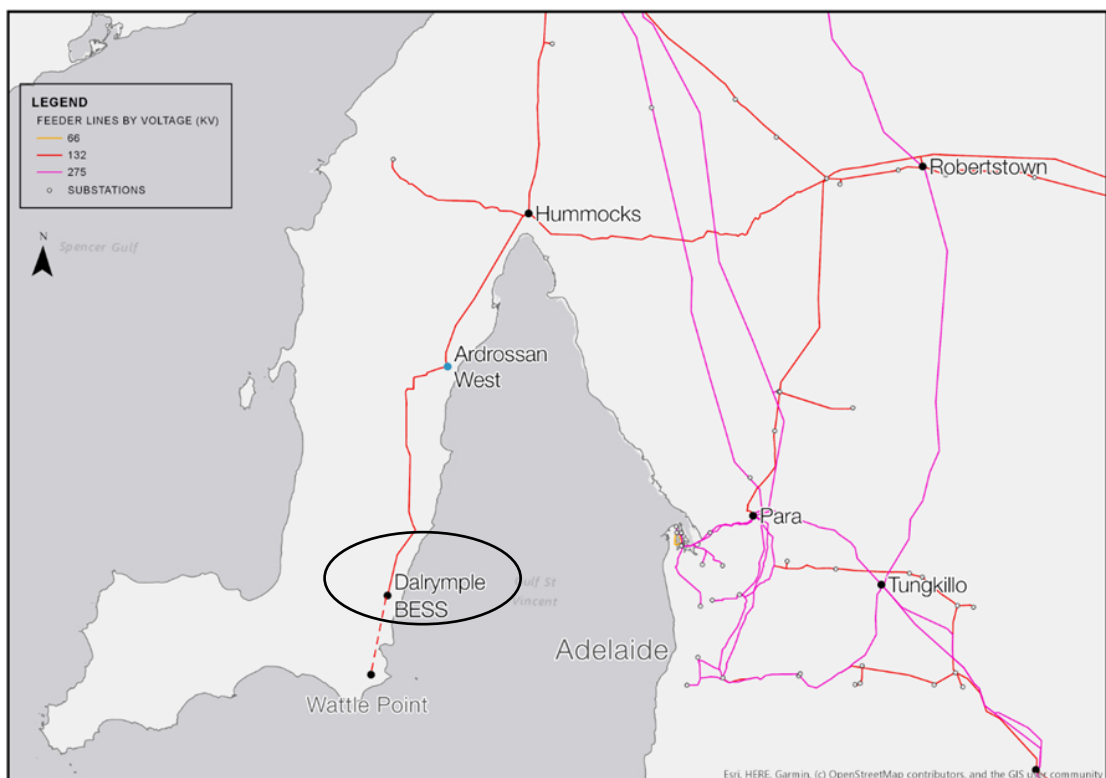 LEGEND
FEEDER LINES BY VOLTAGE (KV)
66
132
275
SUBSTATIONS
N
Spencer Gulf
Robertstown
Hummocks
Ardrossan
West
Para
Dalrymple
BESS
Gulf St
Vincent
Tungkillo
Adelaide
Wattle Point
Esri, HERE, Garmin, (c) OpenStreetMap contributors, and the GIS user community